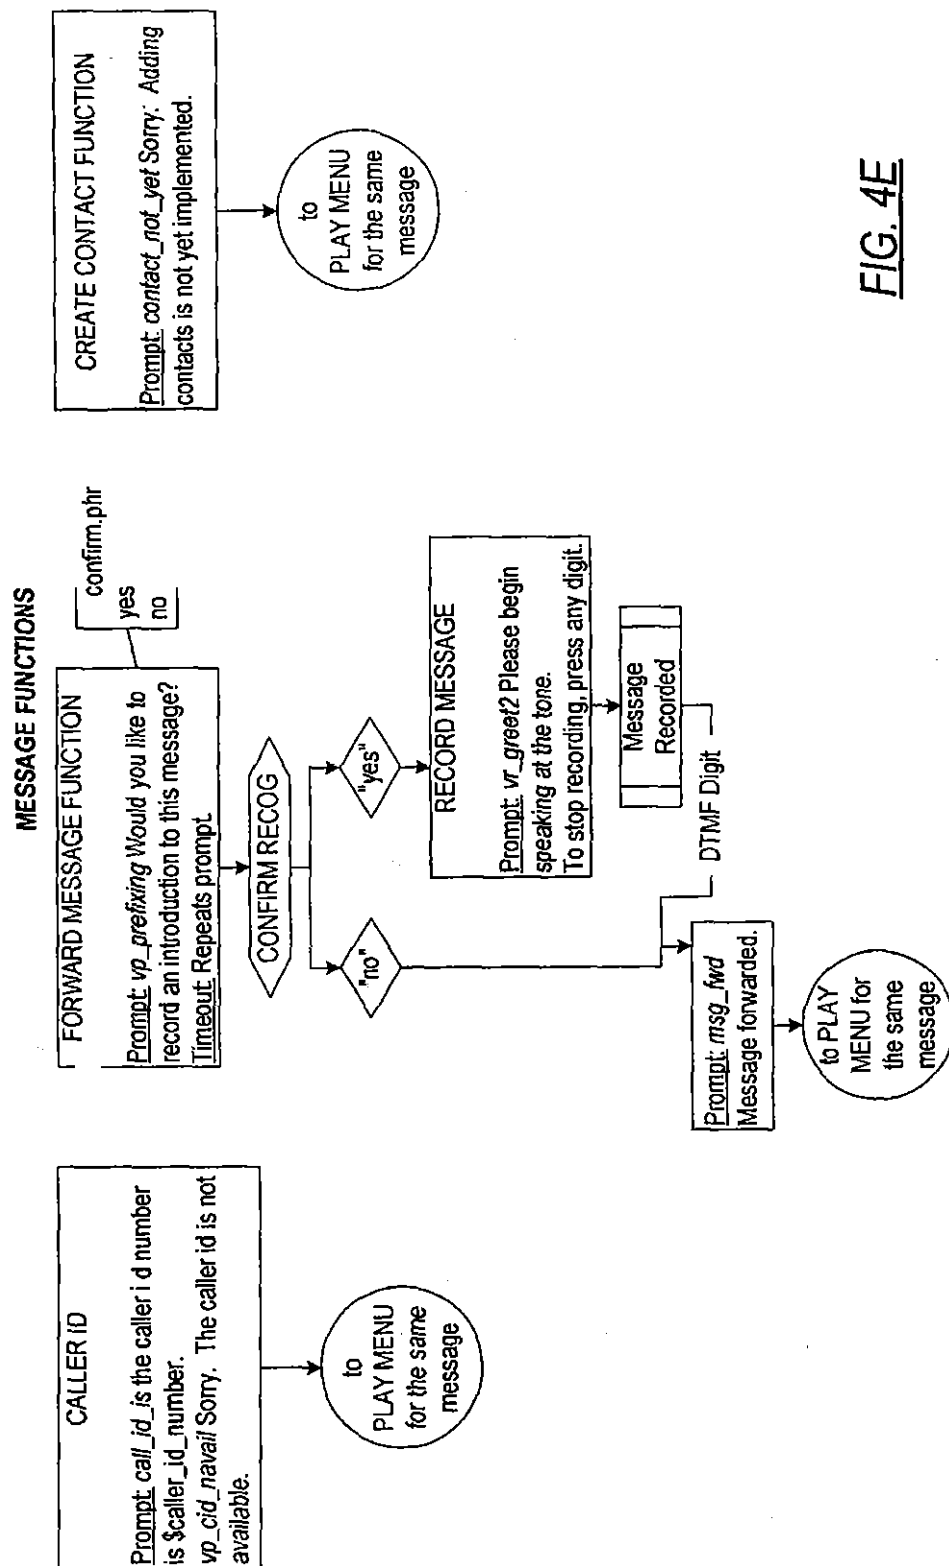 MESSAGE FUNCTIONS
CALLER ID
Prompt: call_id_is the caller i d number
is $caller_id_number.
vp_cid_navail Sorry. The caller id is not
available.
to
PLAY MENU
for the same
message
FORWARD MESSAGE FUNCTION
Prompt: vp_prefixing Would you like to
record an introduction to this message?
Timeout: Repeats prompt.
confirm.phr
yes
no
CONFIRM RECOG
"no"
"yes"
RECORD MESSAGE
Prompt: vr_greet2 Please begin
speaking at the tone.
To stop recording, press any digit.
Message
Recorded
DTMF Digit
Prompt: msg_fwd
Message forwarded.
to PLAY
MENU for
the same
message
CREATE CONTACT FUNCTION
Prompt: contact_not_yet Sorry: Adding
contacts is not yet implemented.
to
PLAY MENU
for the same
message
FIG. 4E